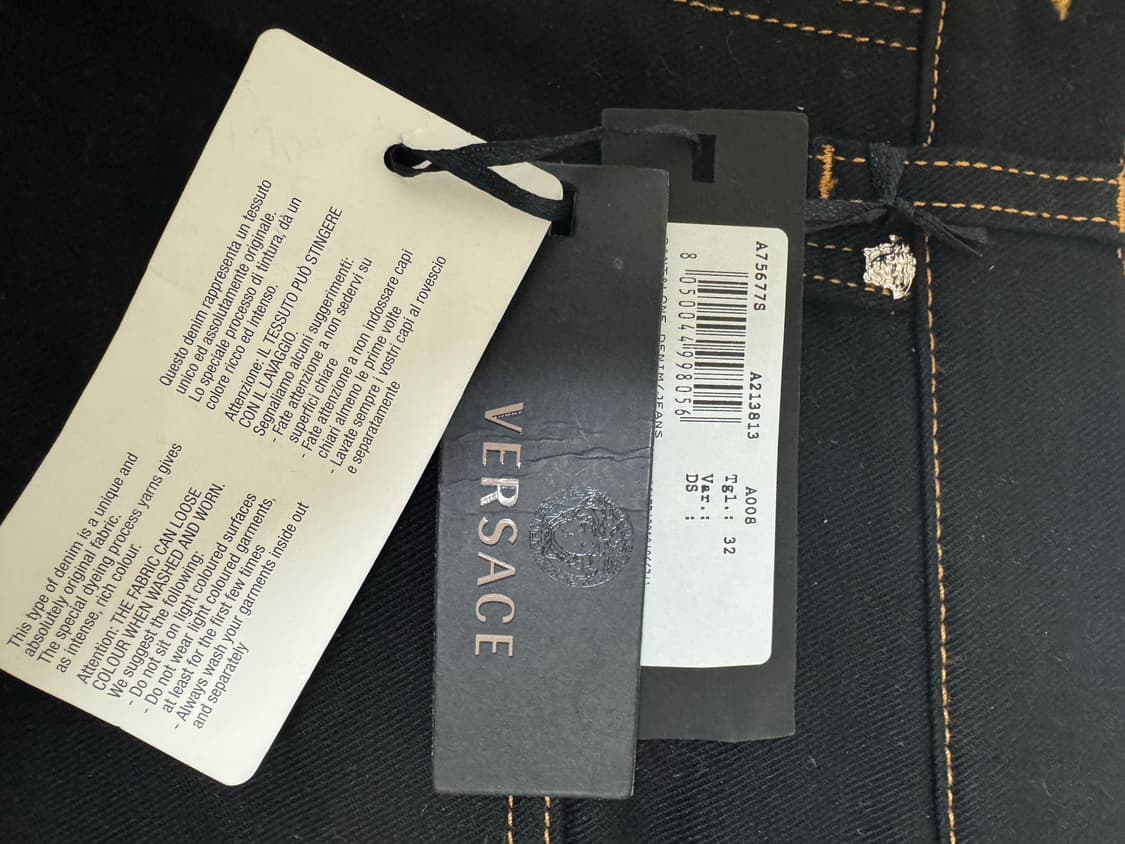 Questo denim rappresenta un tessuto
unico ed assolutamente originale.
Lo speciale processo di tintura, dà un
colore ricco ed intenso.
Attenzione: IL TESSUTO PUÒ STINGERE
CON IL LAVAGGIO.
Segnaliamo alcuni suggerimenti:
- Fate attenzione a non sedervi su
superfici chiare
- Fate attenzione a non indossare capi
chiari almeno le prime volte
- Lavate sempre i vostri capi al rovescio
e separatamente
This type of denim is a unique and
absolutely original fabric.
The special dyeing process yarns gives
as intense, rich colour.
Attention: THE FABRIC CAN LOOSE
COLOUR WHEN WASHED AND WORN.
We suggest the following:
- Do not sit on light coloured surfaces
- Do not wear light coloured garments,
at least for the first few times
- Always wash your garments inside out
and separately
VERSACE
A75677S A213813 A008
8 050044 998056
Tgl.: 32
Var.:
DS :
DENIM/JEANS